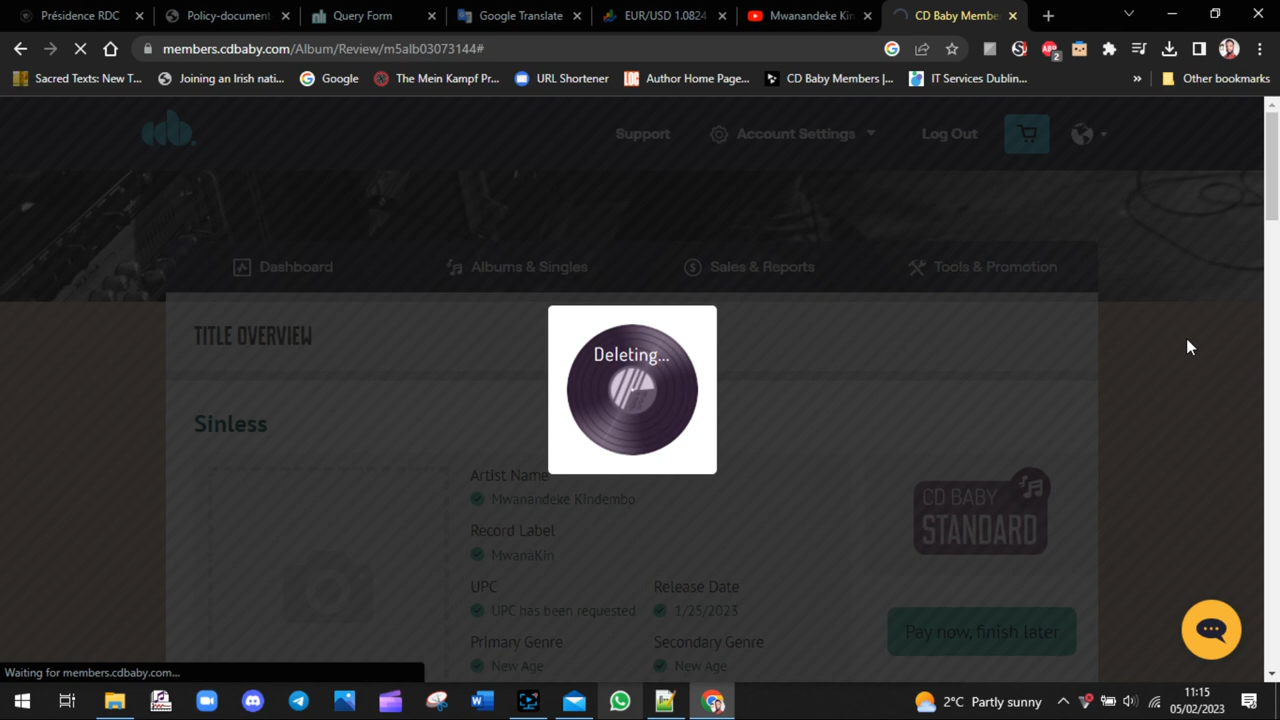 Présidence RDC
Policy-document
Query Form
Google Translate
EUR/USD 1.0824
Mwanandeke Kin
CD Baby Membe
members.cdbaby.com/Album/Review/m5alb03073144#
2
Sacred Texts: New T...
Joining an Irish nati...
Google
The Mein Kampf Pr...
URL Shortener
Author Home Page...
CD Baby Members |...
IT Services Dublin,...
»
Other bookmarks
Support
Account Settings
Log Out
Dashboard
Albums & Singles
Sales & Reports
Tools & Promotion
TITLE OVERVIEW
Deleting...
Sinless
Artist Name
Mwanandeke Kindembo
Record Label
MwanaKin
UPC
Release Date
UPC has been requested
1/25/2023
Primary Genre
Secondary Genre
New Age
New Age
CD BABY
STANDARD
Pay now, finish later
Waiting for members.cdbaby.com...
2°C Partly sunny
11:15
05/02/2023